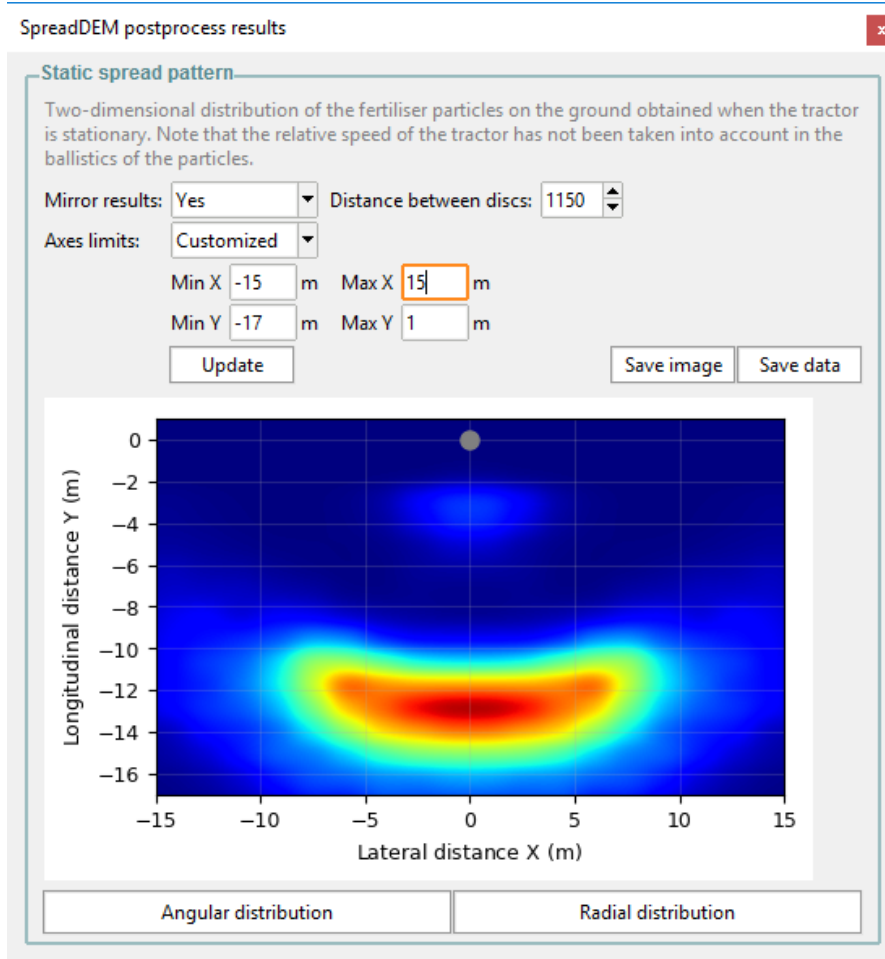 SpreadDEM postprocess results
x
Static spread pattern
Two-dimensional distribution of the fertiliser particles on the ground obtained when the tractor
is stationary. Note that the relative speed of the tractor has not been taken into account in the
ballistics of the particles.
Mirror results: Yes Distance between discs: 1150
Axes limits: Customized
Min X -15 m Max X 15 m
Min Y -17 m Max Y 1 m
Update Save image Save data
Longitudinal distance Y (m)
0
−2
−4
−6
−8
−10
−12
−14
−16
−15 −10 −5 0 5 10 15
Lateral distance X (m)
Angular distribution Radial distribution